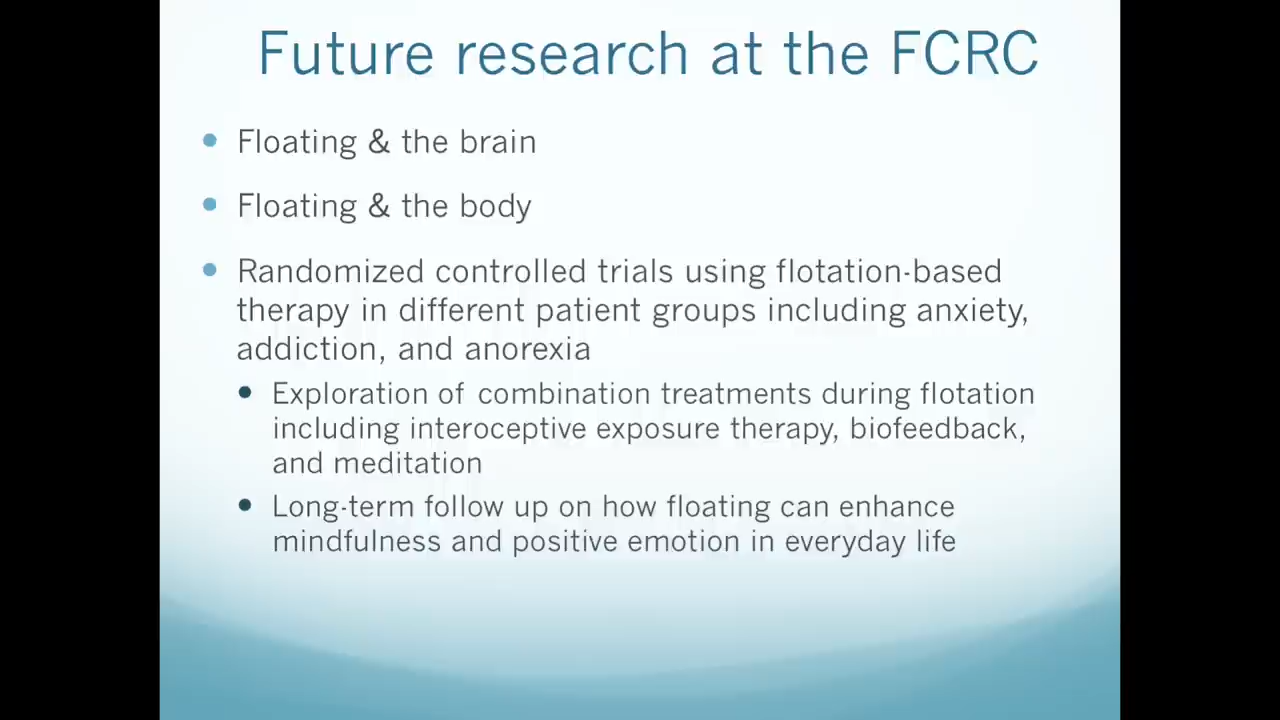 Future research at the FCRC
• Floating & the brain
• Floating & the body
• Randomized controlled trials using flotation-based
therapy in different patient groups including anxiety,
addiction, and anorexia
• Exploration of combination treatments during flotation
including interoceptive exposure therapy, biofeedback,
and meditation
• Long-term follow up on how floating can enhance
mindfulness and positive emotion in everyday life